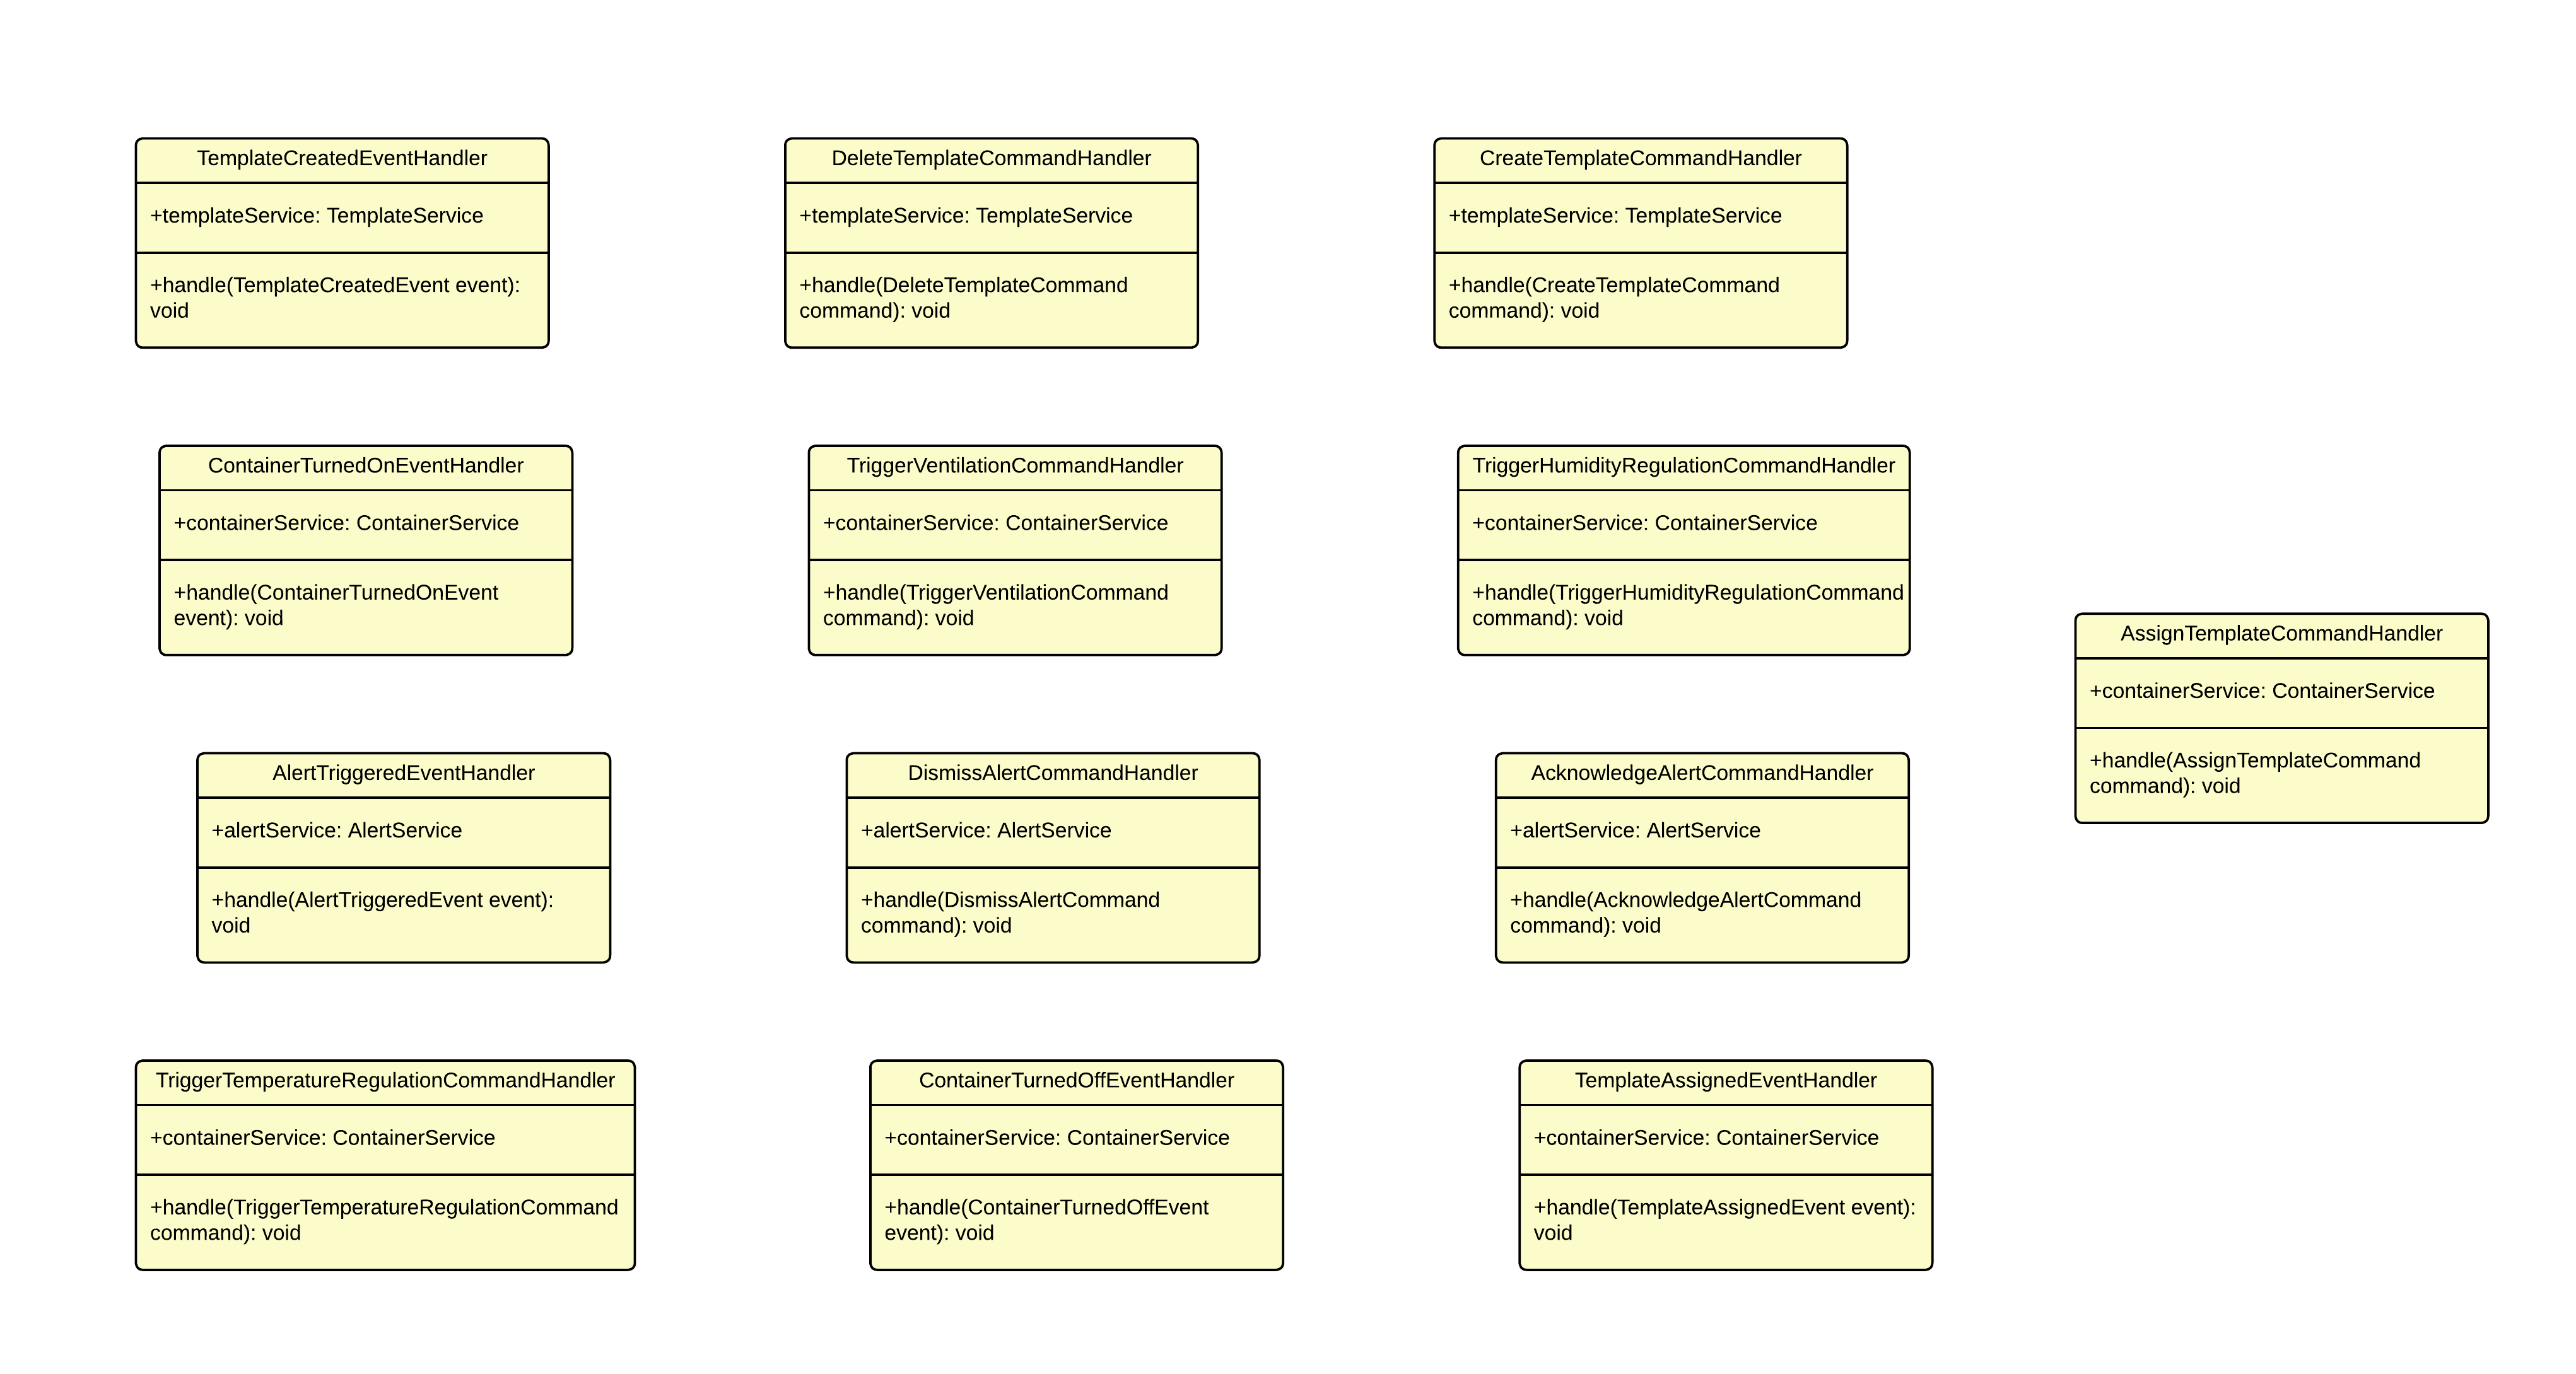 TemplateCreatedEventHandler
+templateService: TemplateService
+handle(TemplateCreatedEvent event):
void
DeleteTemplateCommandHandler
+templateService: TemplateService
+handle(DeleteTemplateCommand
command): void
CreateTemplateCommandHandler
+templateService: TemplateService
+handle(CreateTemplateCommand
command): void
ContainerTurnedOnEventHandler
+containerService: ContainerService
+handle(ContainerTurnedOnEvent
event): void
TriggerVentilationCommandHandler
+containerService: ContainerService
+handle(TriggerVentilationCommand
command): void
TriggerHumidityRegulationCommandHandler
+containerService: ContainerService
+handle(TriggerHumidityRegulationCommand
command): void
AssignTemplateCommandHandler
+containerService: ContainerService
+handle(AssignTemplateCommand
command): void
AlertTriggeredEventHandler
+alertService: AlertService
+handle(AlertTriggeredEvent event):
void
DismissAlertCommandHandler
+alertService: AlertService
+handle(DismissAlertCommand
command): void
AcknowledgeAlertCommandHandler
+alertService: AlertService
+handle(AcknowledgeAlertCommand
command): void
TriggerTemperatureRegulationCommandHandler
+containerService: ContainerService
+handle(TriggerTemperatureRegulationCommand
command): void
ContainerTurnedOffEventHandler
+containerService: ContainerService
+handle(ContainerTurnedOffEvent
event): void
TemplateAssignedEventHandler
+containerService: ContainerService
+handle(TemplateAssignedEvent event):
void